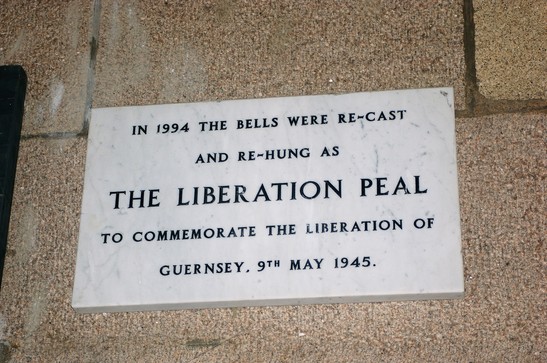 IN 1994 THE BELLS WERE RE-CAST
AND RE-HUNG AS
THE LIBERATION PEAL
TO COMMEMORATE THE LIBERATION OF
GUERNSEY, 9TH MAY 1945.